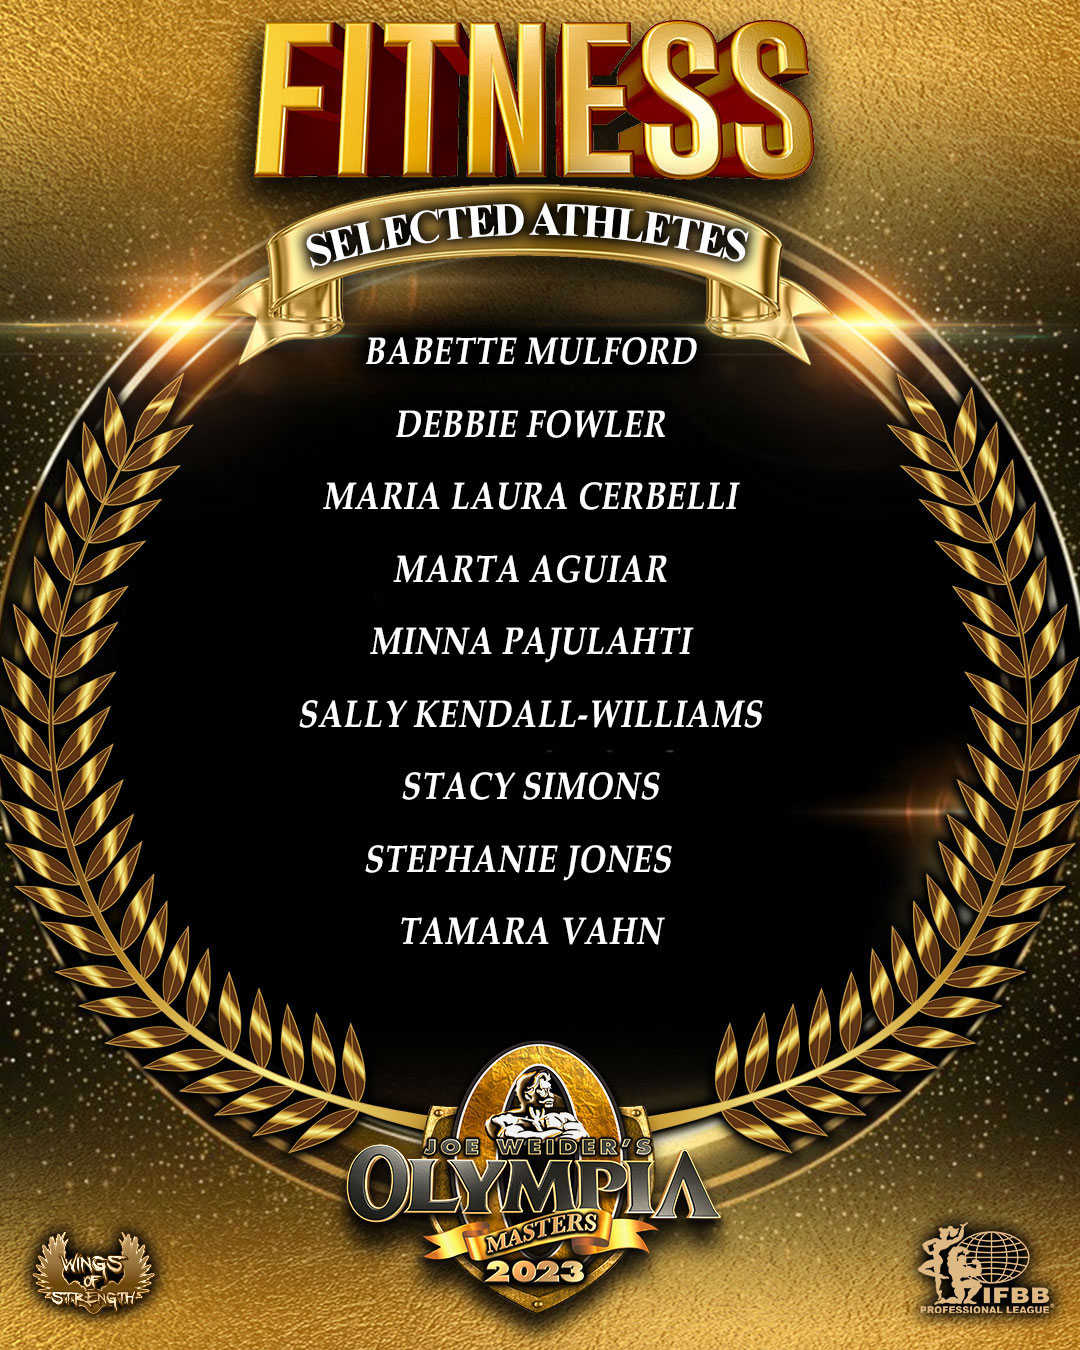 FITNESS
SELECTED ATHLETES
BABETTE MULFORD
DEBBIE FOWLER
MARIA LAURA CERBELLI
MARTA AGUIAR
MINNA PAJULAHTI
SALLY KENDALL-WILLIAMS
STACY SIMONS
STEPHANIE JONES
TAMARA VAHN
JOE WEIDER'S
OLYMPIA
MASTERS
2023
WINGS
OF
STRENGTH
IFBB
PROFESSIONAL LEAGUE